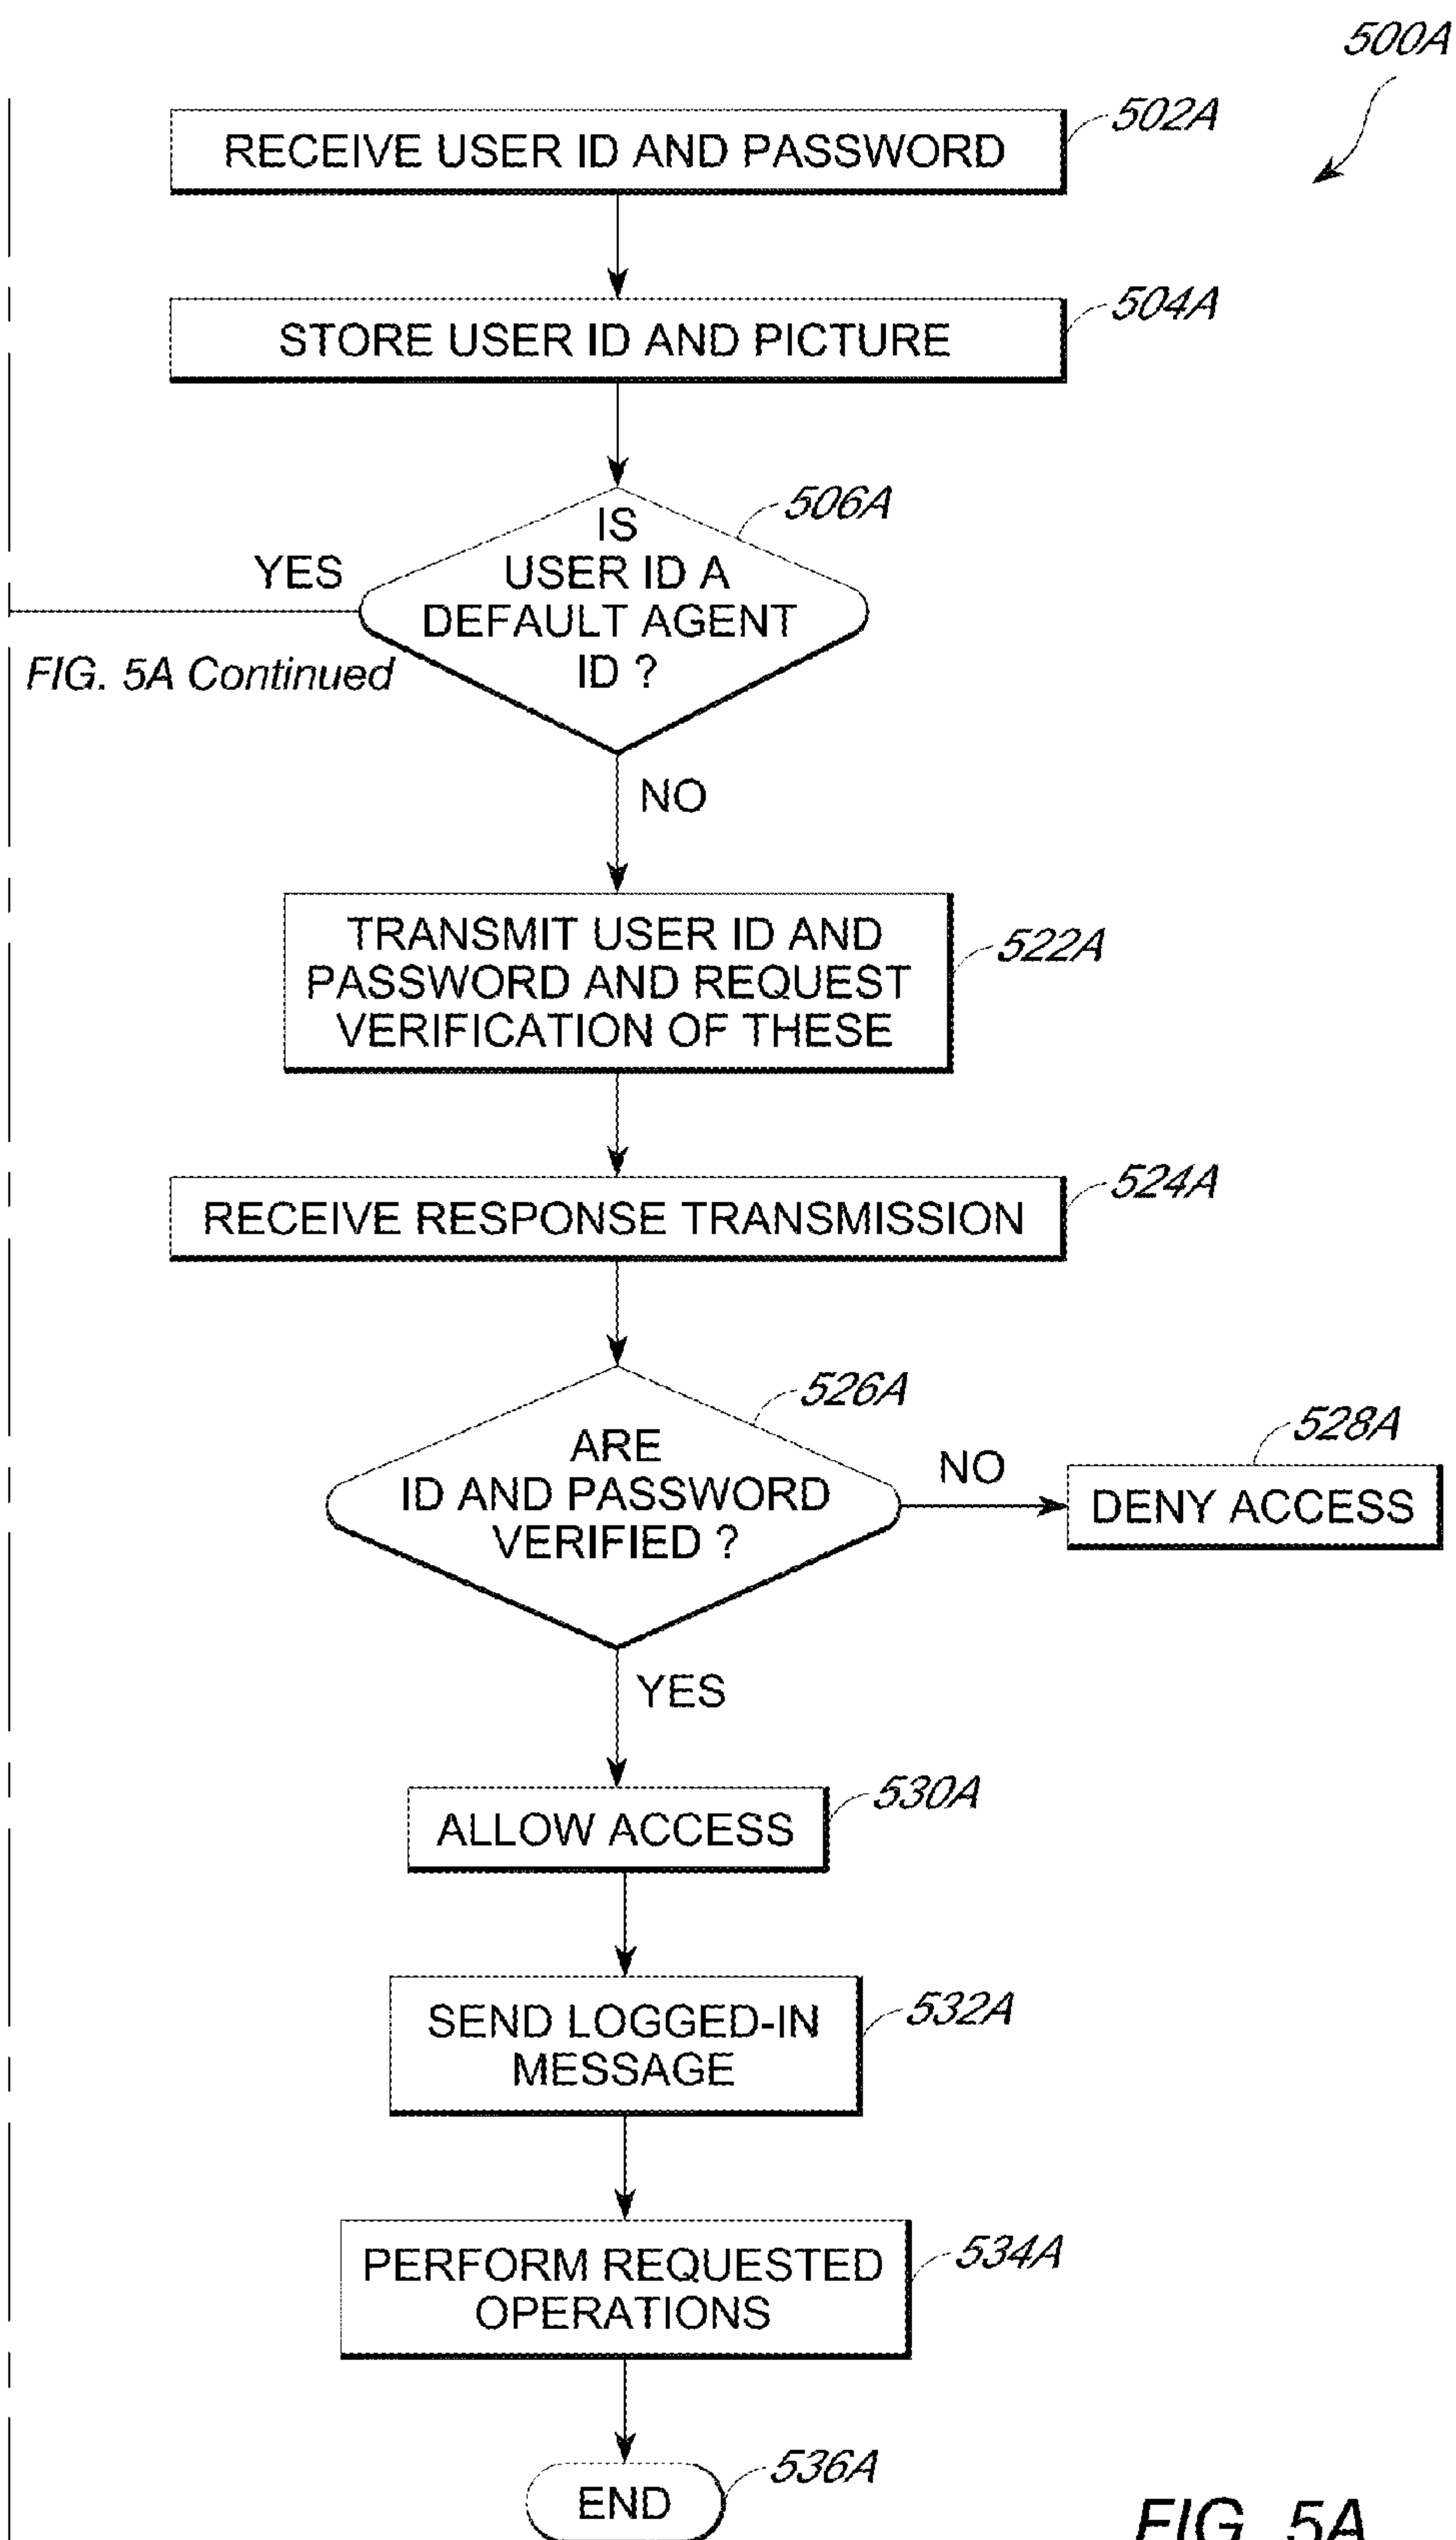 500A
RECEIVE USER ID AND PASSWORD
502A
STORE USER ID AND PICTURE
504A
506A
IS
USER ID A
DEFAULT AGENT
ID ?
YES
FIG. 5A Continued
NO
TRANSMIT USER ID AND
PASSWORD AND REQUEST
VERIFICATION OF THESE
522A
RECEIVE RESPONSE TRANSMISSION
524A
526A
ARE
ID AND PASSWORD
VERIFIED ?
NO
528A
DENY ACCESS
YES
ALLOW ACCESS
530A
SEND LOGGED-IN
MESSAGE
532A
PERFORM REQUESTED
OPERATIONS
534A
END
536A
FIG. 5A